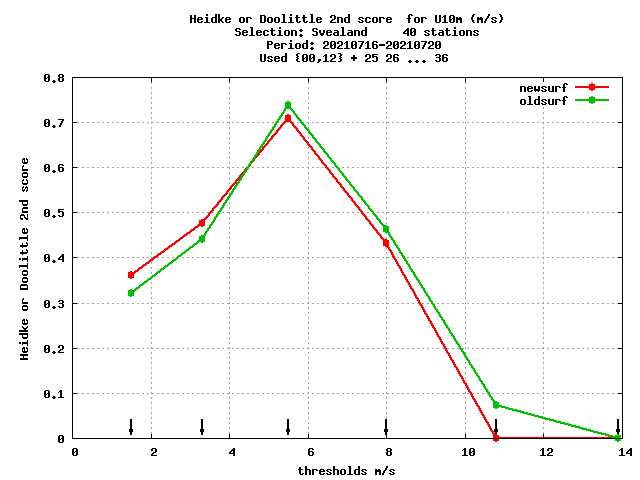 Heidke or Doolittle 2nd score  for U10m (m/s)
Selection: Svealand     40 stations
Period: 20210716-20210720
Used {00,12} + 25 26 ... 36
newsurf
oldsurf
0.8
0.7
0.6
0.5
0.4
0.3
0.2
0.1
0
Heidke or Doolittle 2nd score
0 2 4 6 8 10 12 14
thresholds m/s